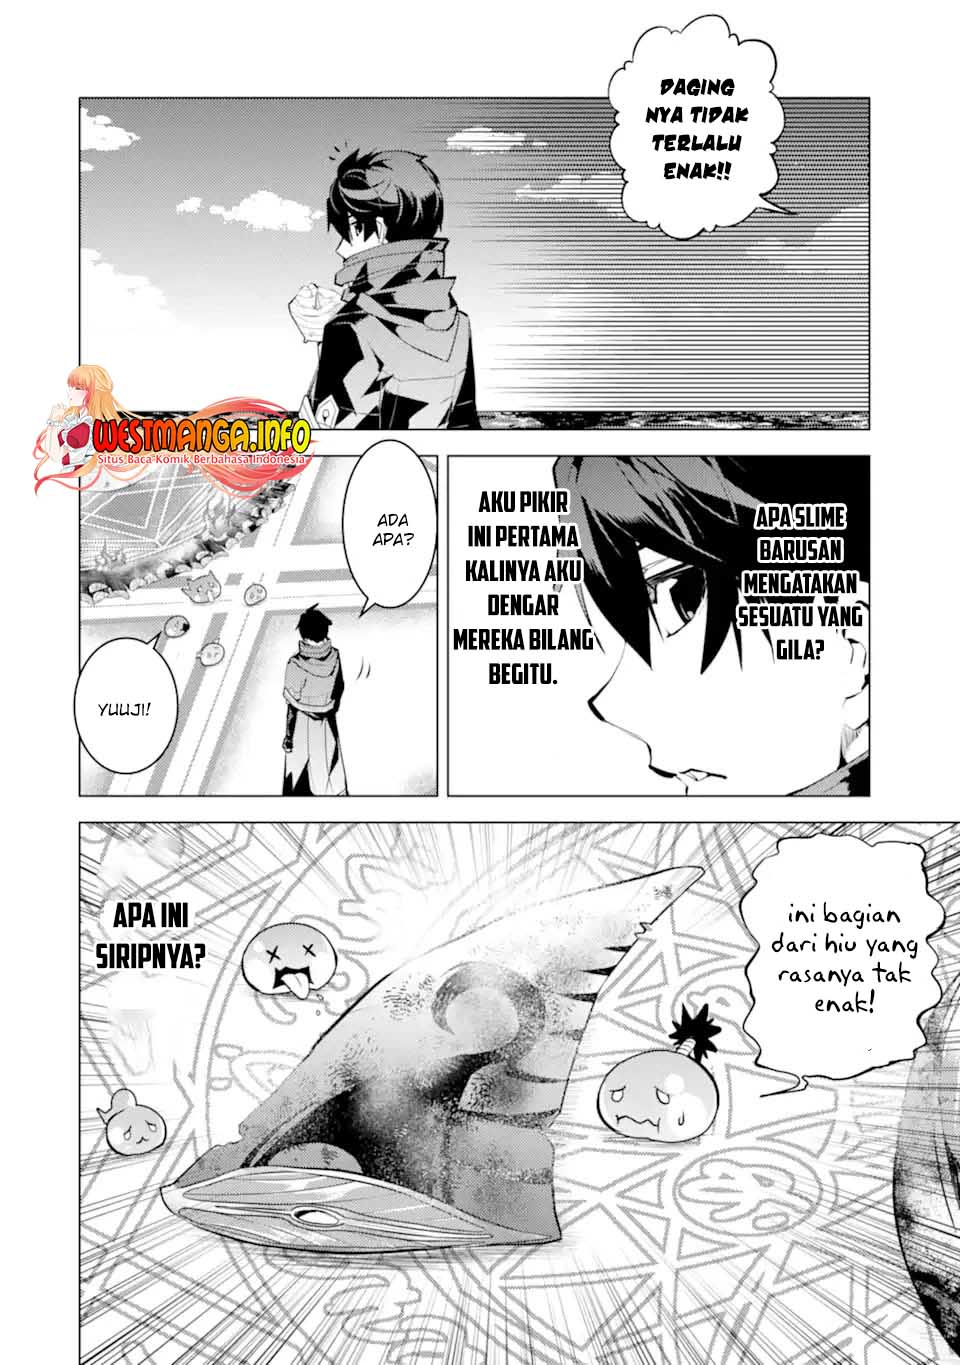 DAGING
NYA TIDAK
TERLALU
ENAK!!
WESTMANGA.INFO
Situs Baca Komik Berbahasa Indonesia
APA SLIME
BARUSAN
MENGATAKAN
SESUATU YANG
GILA?
AKU PIKIR
INI PERTAMA
KALINYA AKU
DENGAR
MEREKA BILANG
BEGITU.
ADA
APA?
YUUJI!
ini bagian
dari hiu yang
rasanya tak
enak!
APA INI
SIRIPNYA?